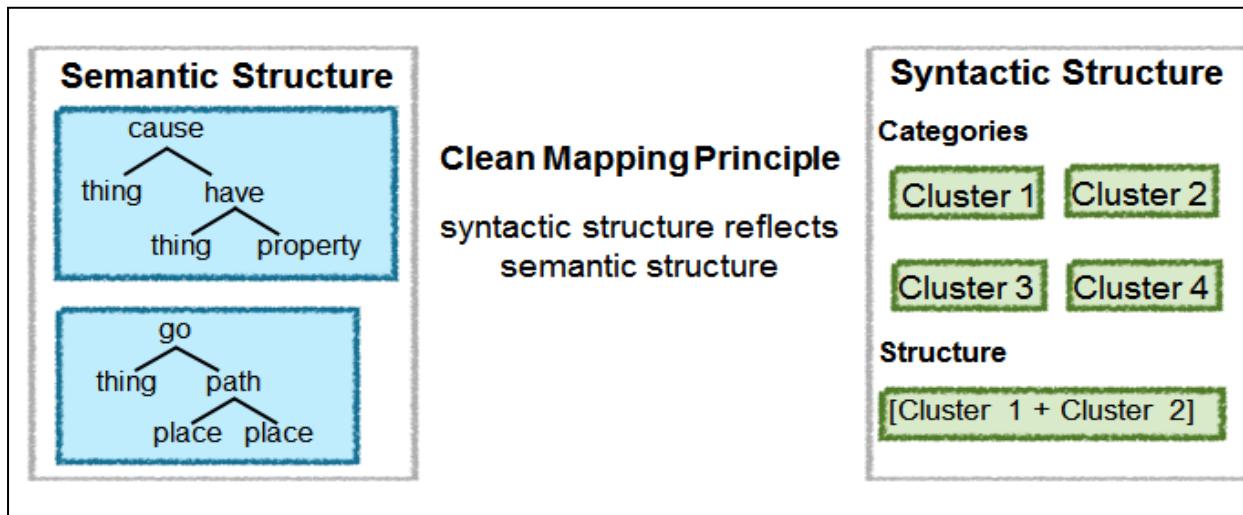 Semantic Structure
cause
thing have
thing property
go
thing path
place place
Clean Mapping Principle
syntactic structure reflects
semantic structure
Syntactic Structure
Categories
Cluster 1 Cluster 2
Cluster 3 Cluster 4
Structure
[Cluster 1 + Cluster 2]